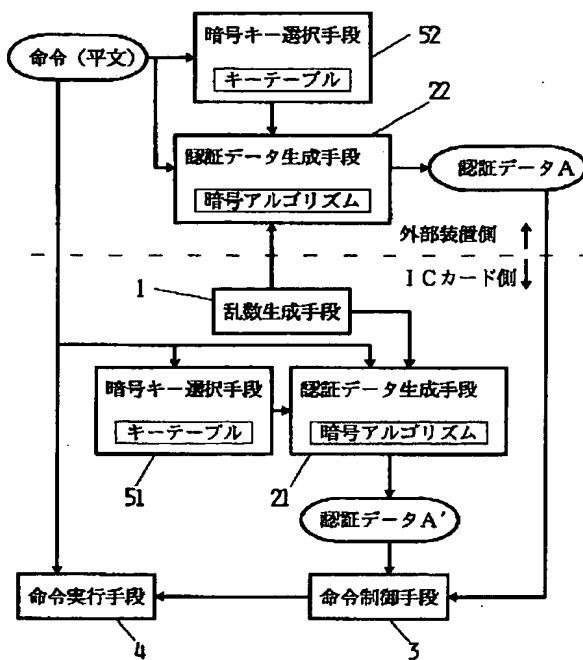 命令（平文）
暗号キー選択手段
キーテーブル
52
22
認証データ生成手段
暗号アルゴリズム
認証データA
外部装置側
ICカード側
1
乱数生成手段
暗号キー選択手段
キーテーブル
認証データ生成手段
暗号アルゴリズム
51
21
認証データA'
命令実行手段
命令制御手段
4
3